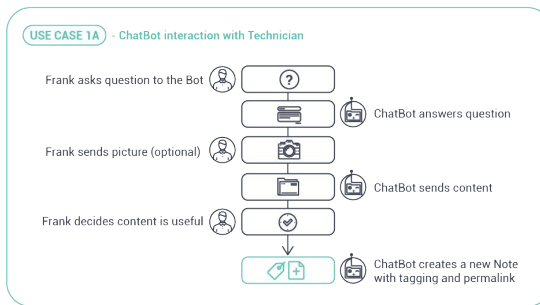 USE CASE 1A - ChatBot interaction with Technician
Frank asks question to the Bot
?
ChatBot answers question
Frank sends picture (optional)
ChatBot sends content
Frank decides content is useful
ChatBot creates a new Note
with tagging and permalink